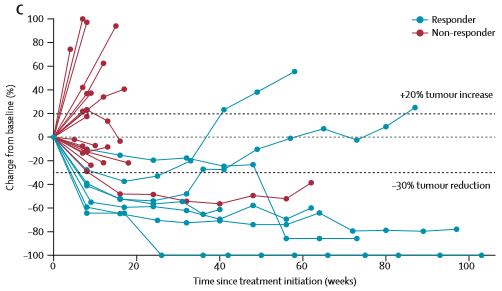 C
Responder
Non-responder
100
80
60
40
20
0
–20
–40
–60
–80
–100
Change from baseline (%)
+20% tumour increase
–30% tumour reduction
0
20
40
60
80
100
Time since treatment initiation (weeks)